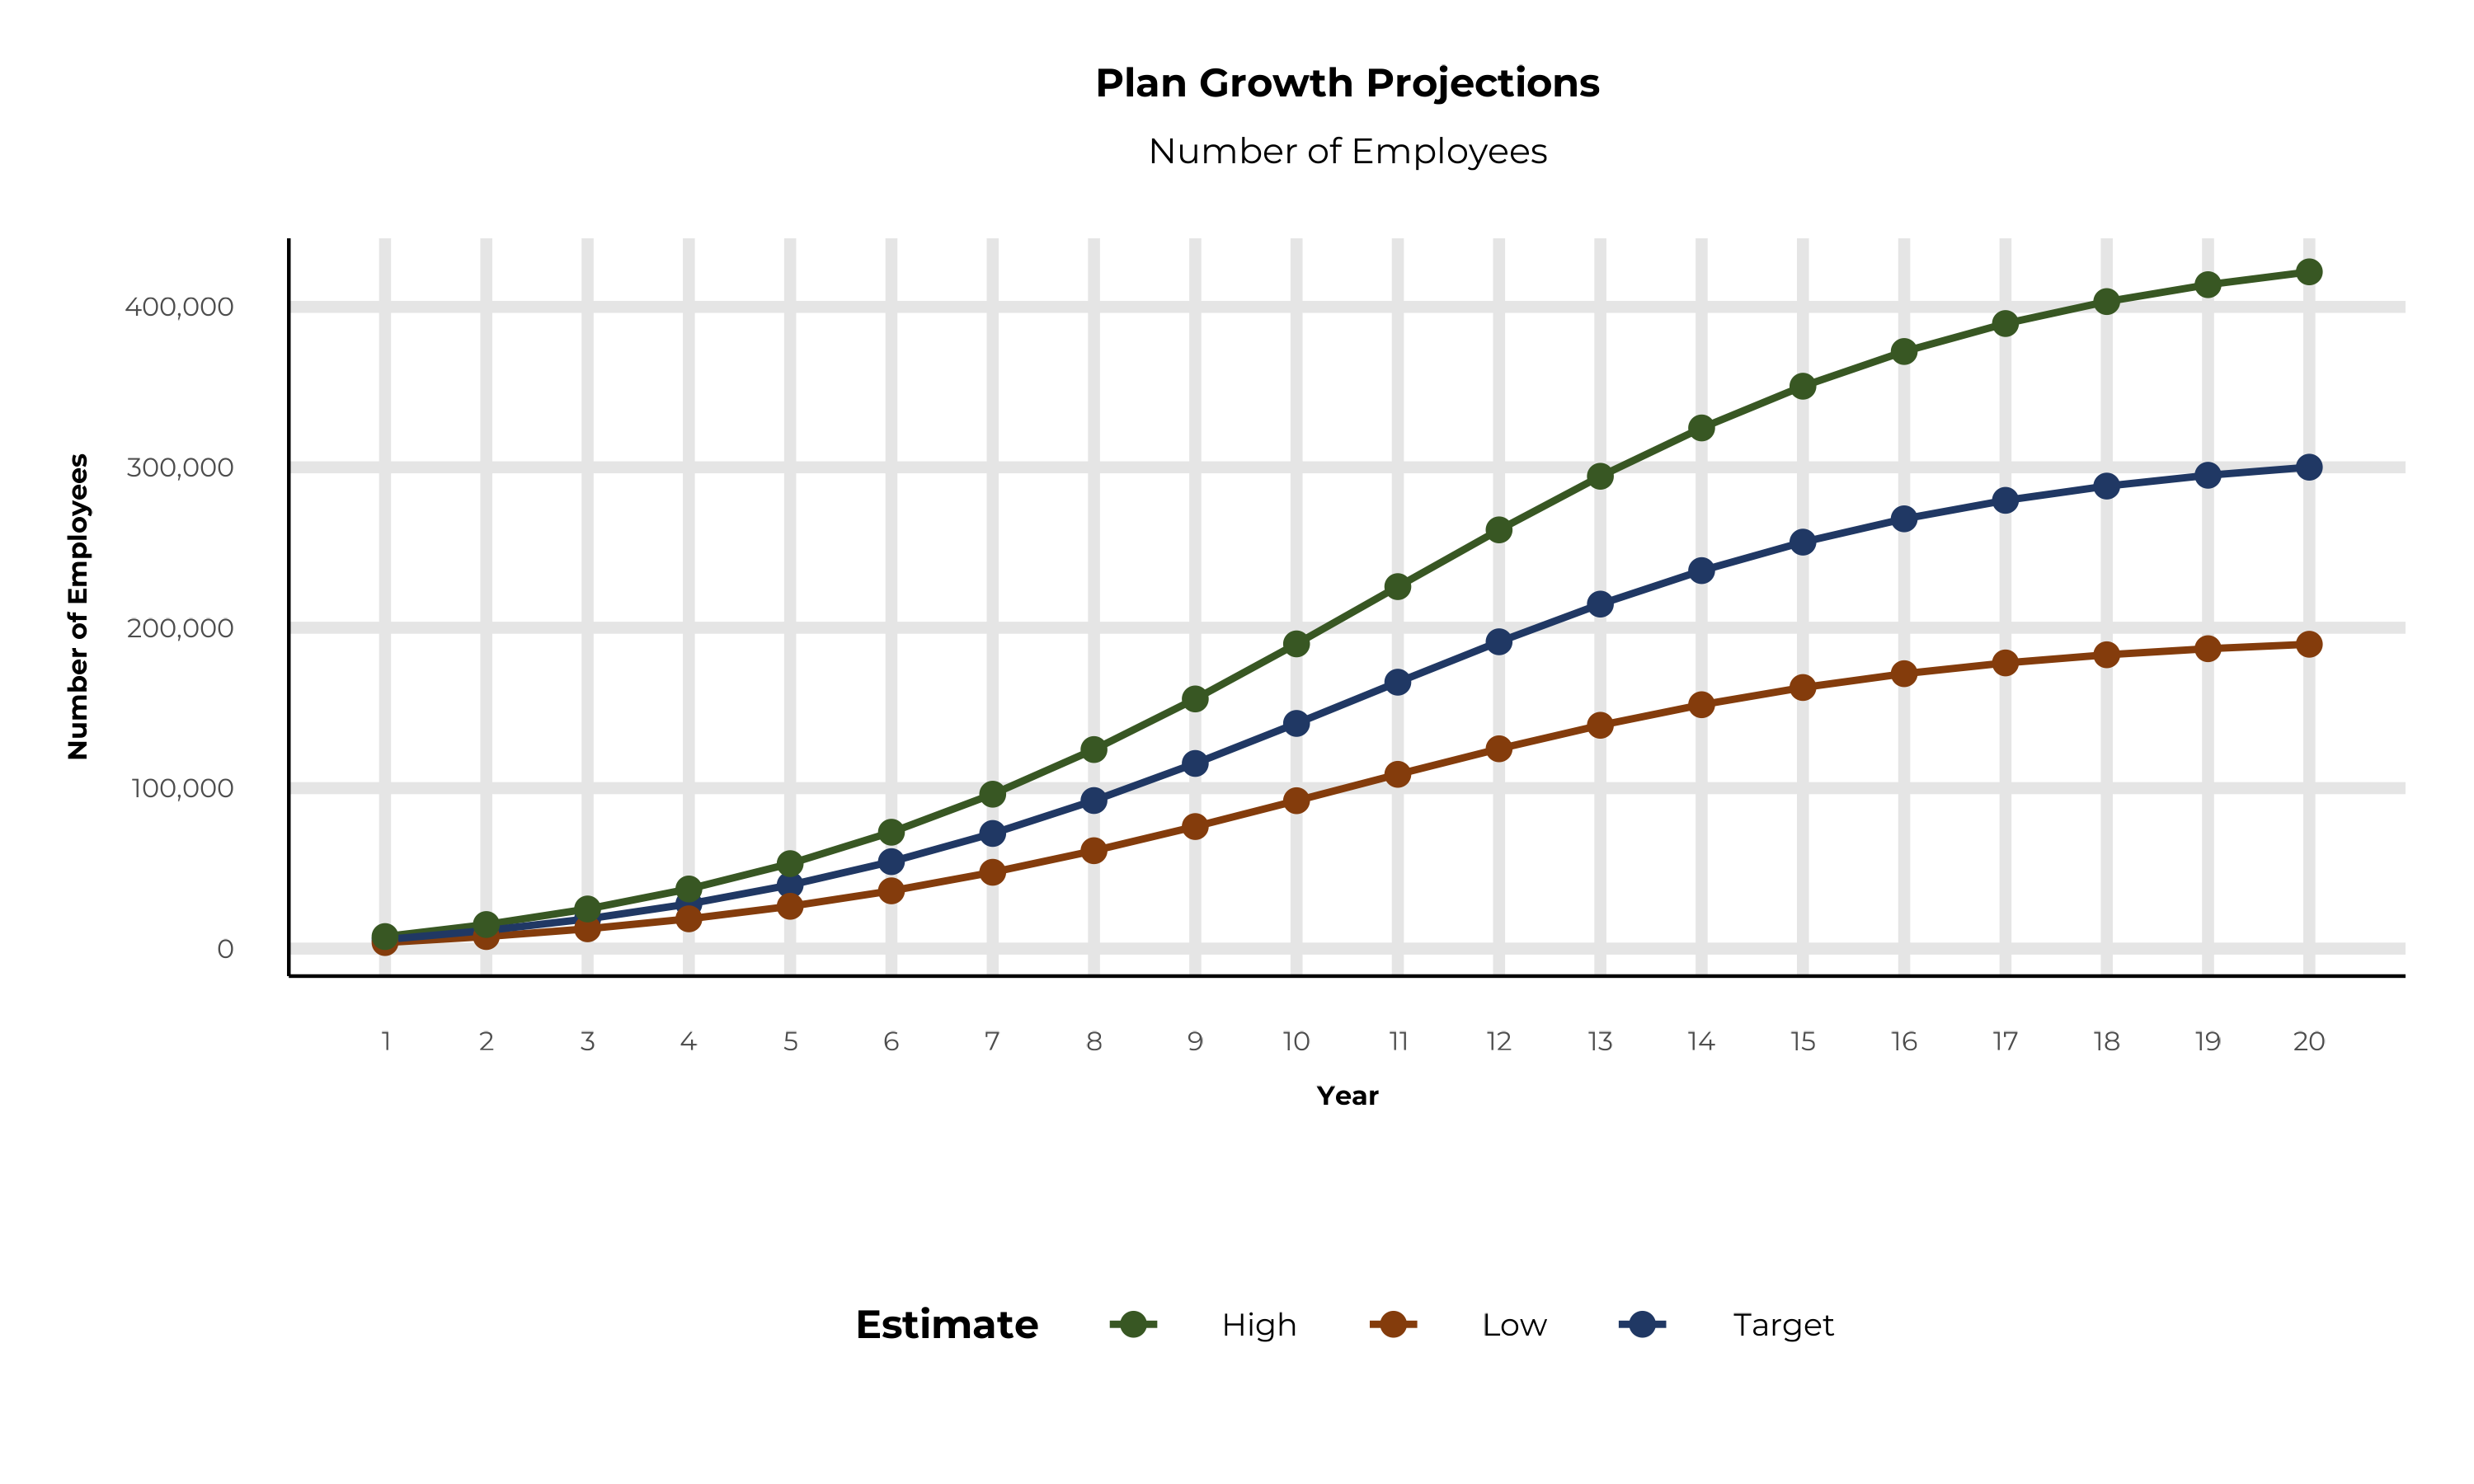 Plan Growth Projections
Number of Employees
Number of Employees
400,000
300,000
200,000
100,000
0
1 2 3 4 5 6 7 8 9 10 11 12 13 14 15 16 17 18 19 20
Year
Estimate High Low Target